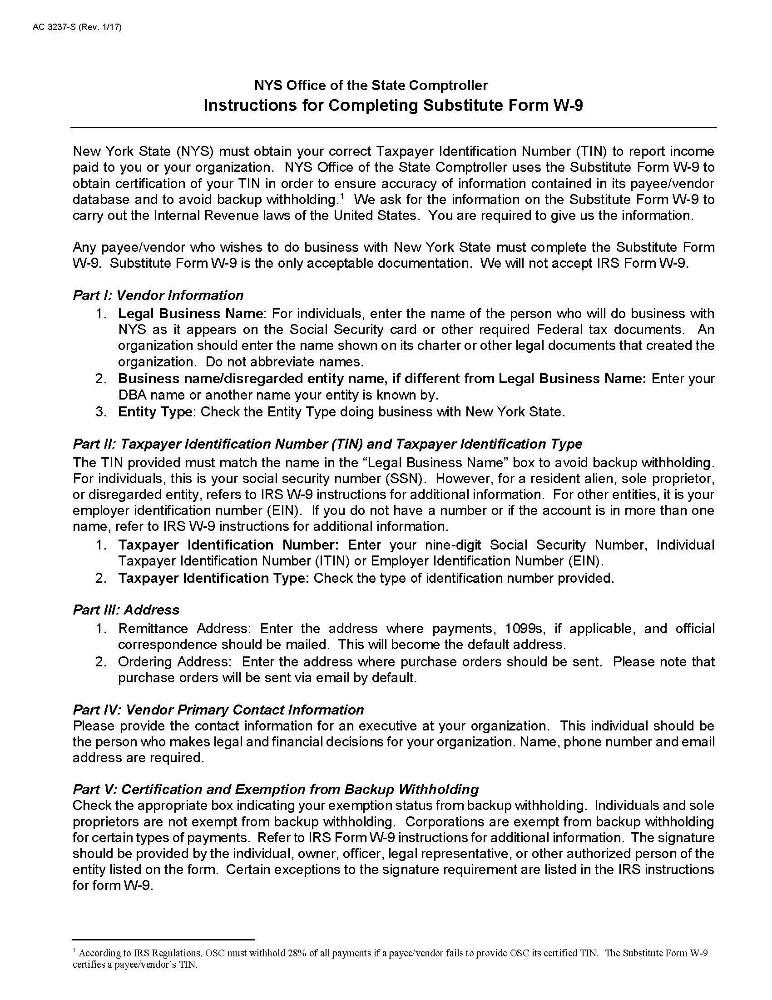 AC 3237-S (Rev. 1/17)
NYS Office of the State Comptroller
Instructions for Completing Substitute Form W-9
New York State (NYS) must obtain your correct Taxpayer Identification Number (TIN) to report income
paid to you or your organization. NYS Office of the State Comptroller uses the Substitute Form W-9 to
obtain certification of your TIN in order to ensure accuracy of information contained in its payee/vendor
database and to avoid backup withholding.1 We ask for the information on the Substitute Form W-9 to
carry out the Internal Revenue laws of the United States. You are required to give us the information.
Any payee/vendor who wishes to do business with New York State must complete the Substitute Form
W-9. Substitute Form W-9 is the only acceptable documentation. We will not accept IRS Form W-9.
Part I: Vendor Information
1. Legal Business Name: For individuals, enter the name of the person who will do business with
NYS as it appears on the Social Security card or other required Federal tax documents. An
organization should enter the name shown on its charter or other legal documents that created the
organization. Do not abbreviate names.
2. Business name/disregarded entity name, if different from Legal Business Name: Enter your
DBA name or another name your entity is known by.
3. Entity Type: Check the Entity Type doing business with New York State.
Part II: Taxpayer Identification Number (TIN) and Taxpayer Identification Type
The TIN provided must match the name in the “Legal Business Name” box to avoid backup withholding.
For individuals, this is your social security number (SSN). However, for a resident alien, sole proprietor,
or disregarded entity, refers to IRS W-9 instructions for additional information. For other entities, it is your
employer identification number (EIN). If you do not have a number or if the account is in more than one
name, refer to IRS W-9 instructions for additional information.
1. Taxpayer Identification Number: Enter your nine-digit Social Security Number, Individual
Taxpayer Identification Number (ITIN) or Employer Identification Number (EIN).
2. Taxpayer Identification Type: Check the type of identification number provided.
Part III: Address
1. Remittance Address: Enter the address where payments, 1099s, if applicable, and official
correspondence should be mailed. This will become the default address.
2. Ordering Address: Enter the address where purchase orders should be sent. Please note that
purchase orders will be sent via email by default.
Part IV: Vendor Primary Contact Information
Please provide the contact information for an executive at your organization. This individual should be
the person who makes legal and financial decisions for your organization. Name, phone number and email
address are required.
Part V: Certification and Exemption from Backup Withholding
Check the appropriate box indicating your exemption status from backup withholding. Individuals and sole
proprietors are not exempt from backup withholding. Corporations are exempt from backup withholding
for certain types of payments. Refer to IRS Form W-9 instructions for additional information. The signature
should be provided by the individual, owner, officer, legal representative, or other authorized person of the
entity listed on the form. Certain exceptions to the signature requirement are listed in the IRS instructions
for form W-9.
1 According to IRS Regulations, OSC must withhold 28% of all payments if a payee/vendor fails to provide OSC its certified TIN. The Substitute Form W-9
certifies a payee/vendor’s TIN.